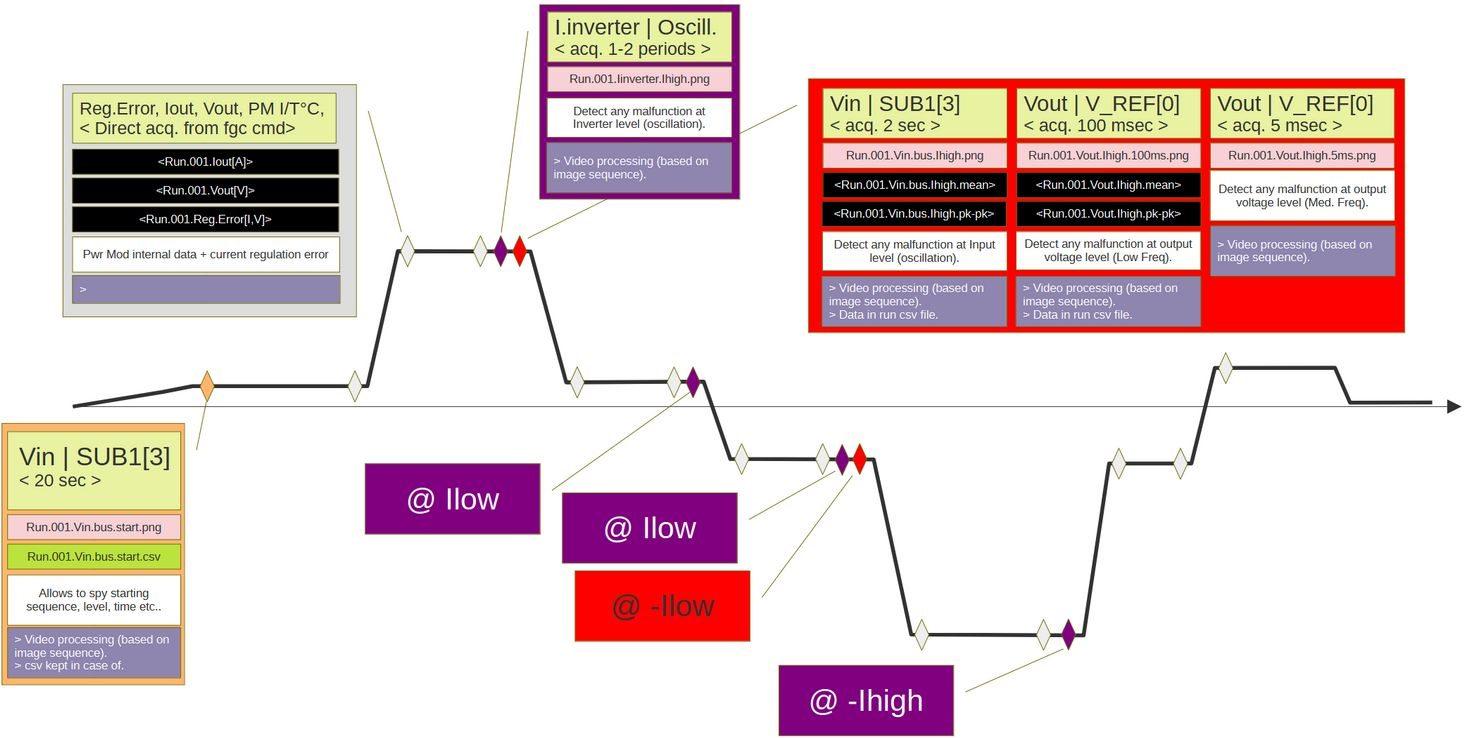 I.inverter | Oscill.
< acq. 1-2 periods >
Run.001.Iinverter.Ihigh.png
Detect any malfunction at
Inverter level (oscillation).
> Video processing (based on
image sequence).
Reg.Error, Iout, Vout, PM I/T°C,
< Direct acq. from fgc cmd>
<Run.001.Iout[A]>
<Run.001.Vout[V]>
<Run.001.Reg.Error[I,V]>
Pwr Mod internal data + current regulation error
>
Vin | SUB1[3]
< acq. 2 sec >
Run.001.Vin.bus.Ihigh.png
<Run.001.Vin.bus.Ihigh.mean>
<Run.001.Vin.bus.Ihigh.pk-pk>
Detect any malfunction at Input
level (oscillation).
> Video processing (based on
image sequence).
> Data in run csv file.
Vout | V_REF[0]
< acq. 100 msec >
Run.001.Vout.Ihigh.100ms.png
<Run.001.Vout.Ihigh.mean>
<Run.001.Vout.Ihigh.pk-pk>
Detect any malfunction at output
voltage level (Low Freq).
> Video processing (based on
image sequence).
> Data in run csv file.
Vout | V_REF[0]
< acq. 5 msec >
Run.001.Vout.Ihigh.5ms.png
Detect any malfunction at output
voltage level (Med. Freq).
> Video processing (based on
image sequence).
Vin | SUB1[3]
< 20 sec >
Run.001.Vin.bus.start.png
Run.001.Vin.bus.start.csv
Allows to spy starting
sequence, level, time etc..
> Video processing (based on
image sequence).
> csv kept in case of.
@ Ilow
@ Ilow
@ -Ilow
@ -Ihigh